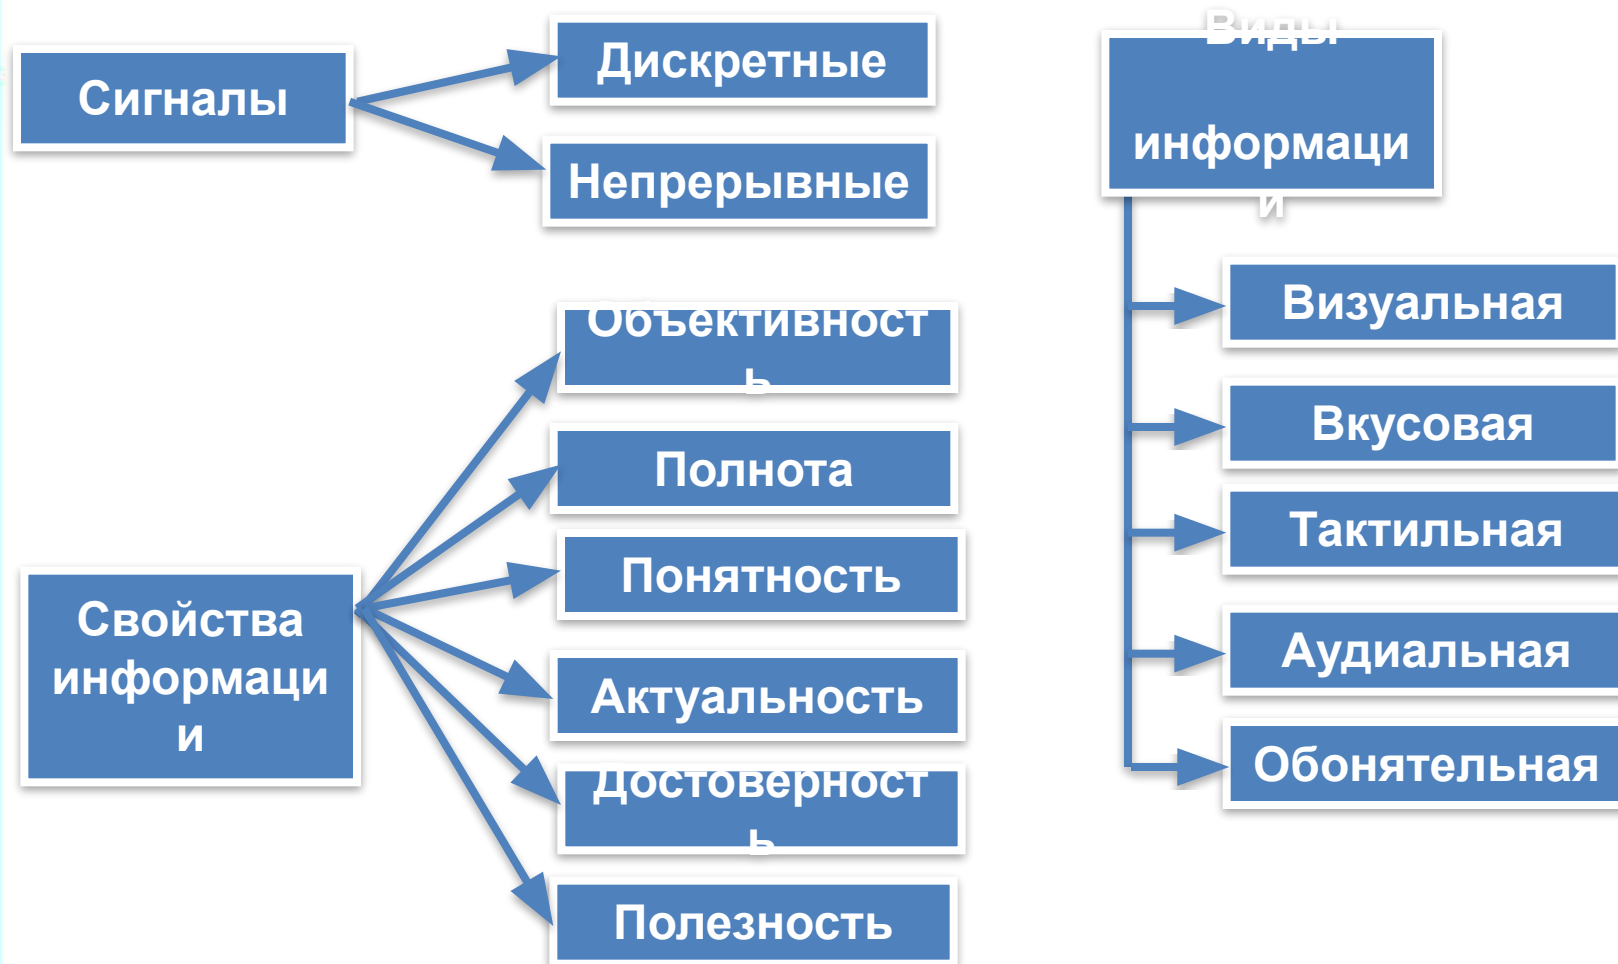 Сигналы
Дискретные
Непрерывные
Свойства
информаци
и
Объективност
ь
Полнота
Понятность
Актуальность
Достоверност
ь
Полезность
Виды
информаци
и
Визуальная
Вкусовая
Тактильная
Аудиальная
Обонятельная